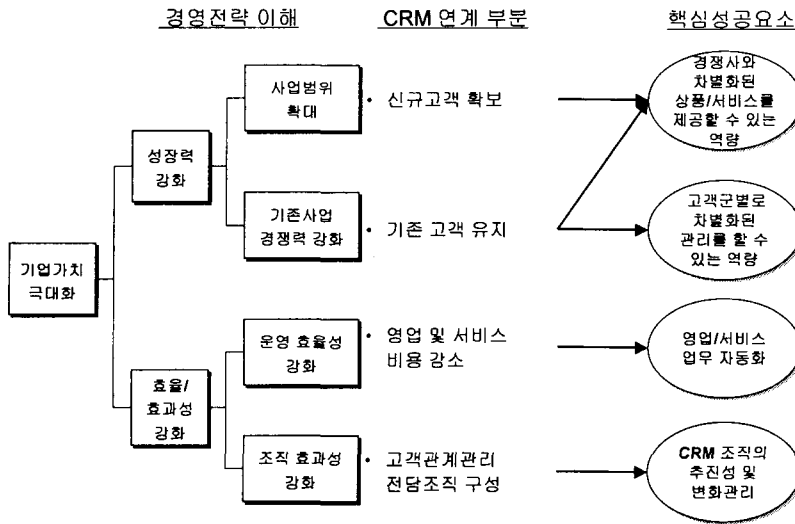 경영전략 이해
CRM 연계 부분
핵심성공요소
기업가치
극대화
성장력
강화
효율/
효과성
강화
사업범위
확대
기존사업
경쟁력 강화
운영 효율성
강화
조직 효과성
강화
• 신규고객 확보
• 기존 고객 유지
• 영업 및 서비스
비용 감소
• 고객관계관리
전담조직 구성
경쟁사와
차별화된
상품/서비스를
제공할 수 있는
역량
고객군별로
차별화된
관리를 할 수
있는 역량
영업/서비스
업무 자동화
CRM 조직의
추진성 및
변화관리